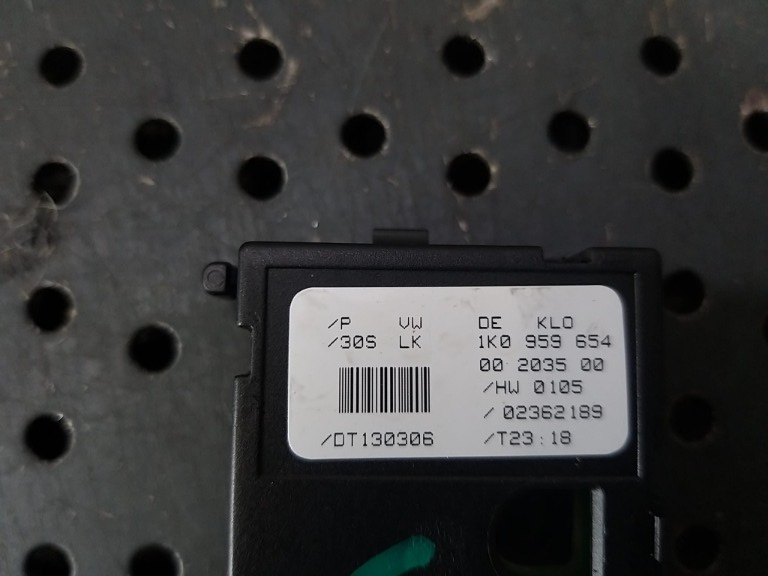 /P VW DE KLO
/30S LK 1K0 959 654
00 2035 00
/HW 0105
/02362189
/DT130306 /T23:18